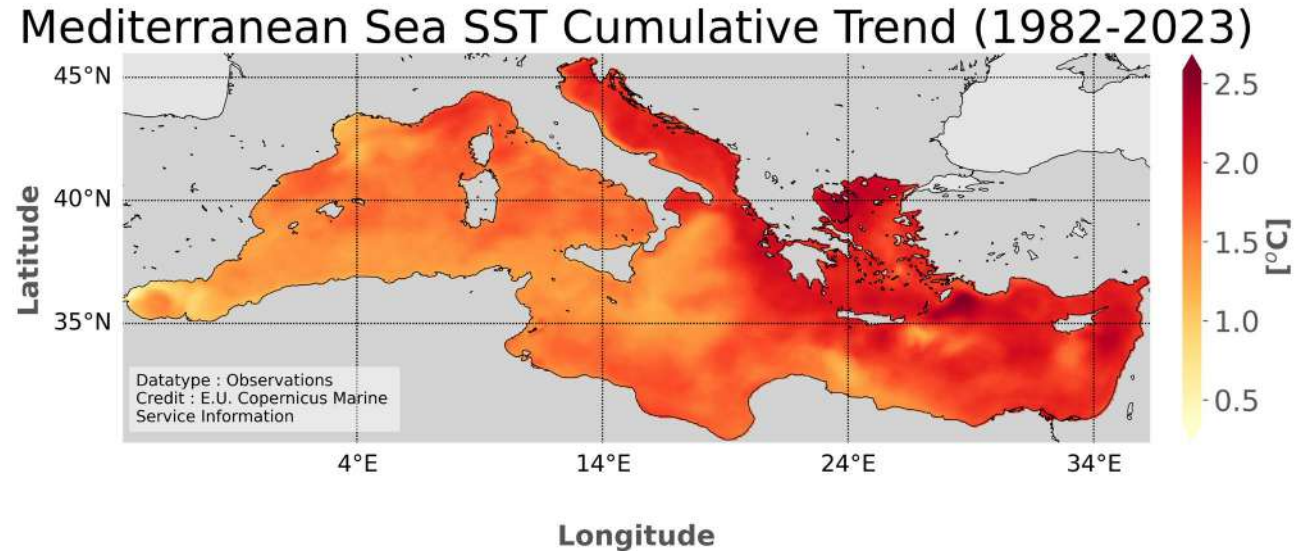 Mediterranean Sea SST Cumulative Trend (1982-2023)
45°N
40°N
35°N
Latitude
Datatype : Observations
Credit : E.U. Copernicus Marine
Service Information
4°E
14°E
24°E
34°E
Longitude
2.5
2.0
1.5
1.0
0.5
[°C]